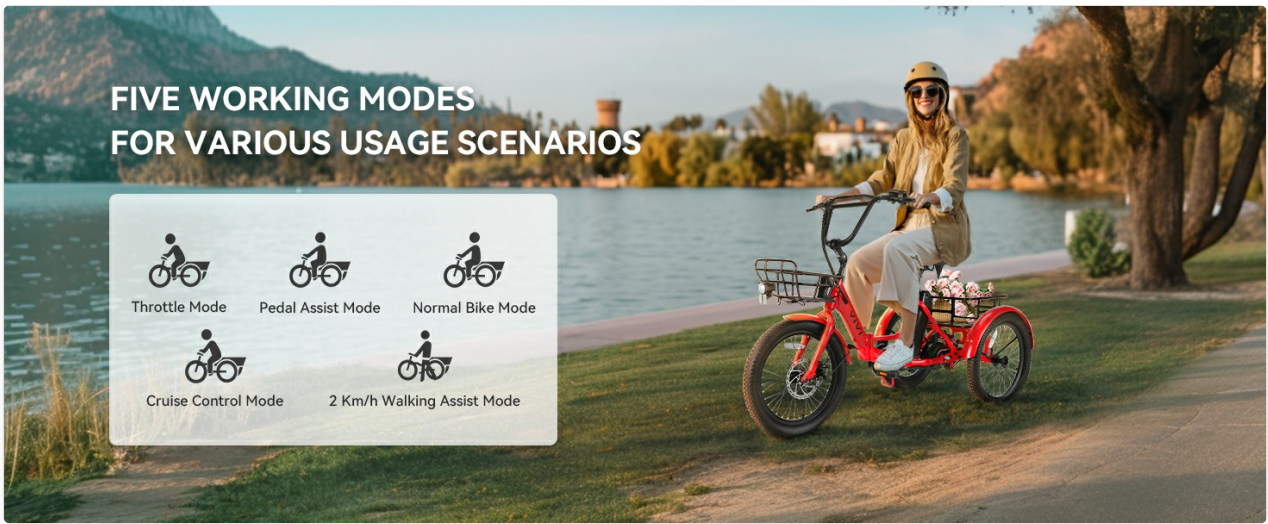 FIVE WORKING MODES
FOR VARIOUS USAGE SCENARIOS
Throttle Mode
Pedal Assist Mode
Normal Bike Mode
Cruise Control Mode
2 Km/h Walking Assist Mode
VIVI